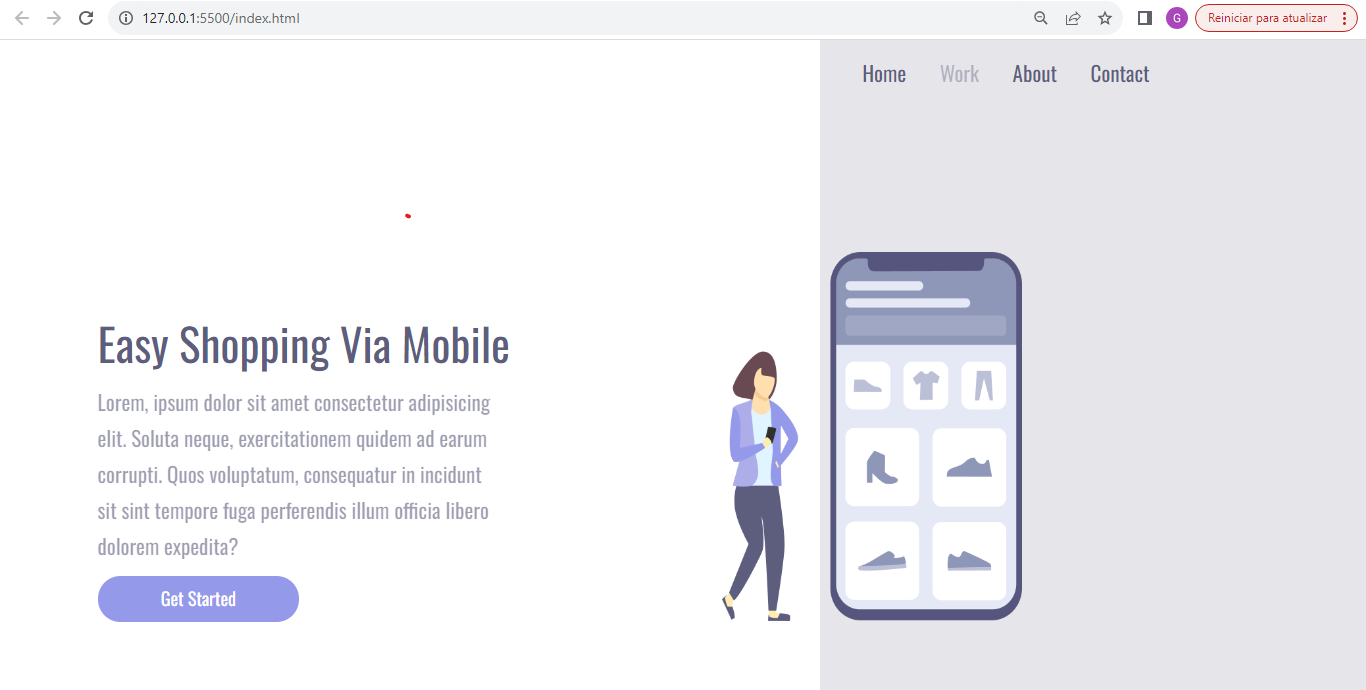 127.0.0.1:5500/index.html
G
Reiniciar para atualizar
Home Work About Contact
Easy Shopping Via Mobile
Lorem, ipsum dolor sit amet consectetur adipisicing
elit. Soluta neque, exercitationem quidem ad earum
corrupti. Quos voluptatum, consequatur in incidunt
sit sint tempore fuga perferendis illum officia libero
dolorem expedita?
Get Started